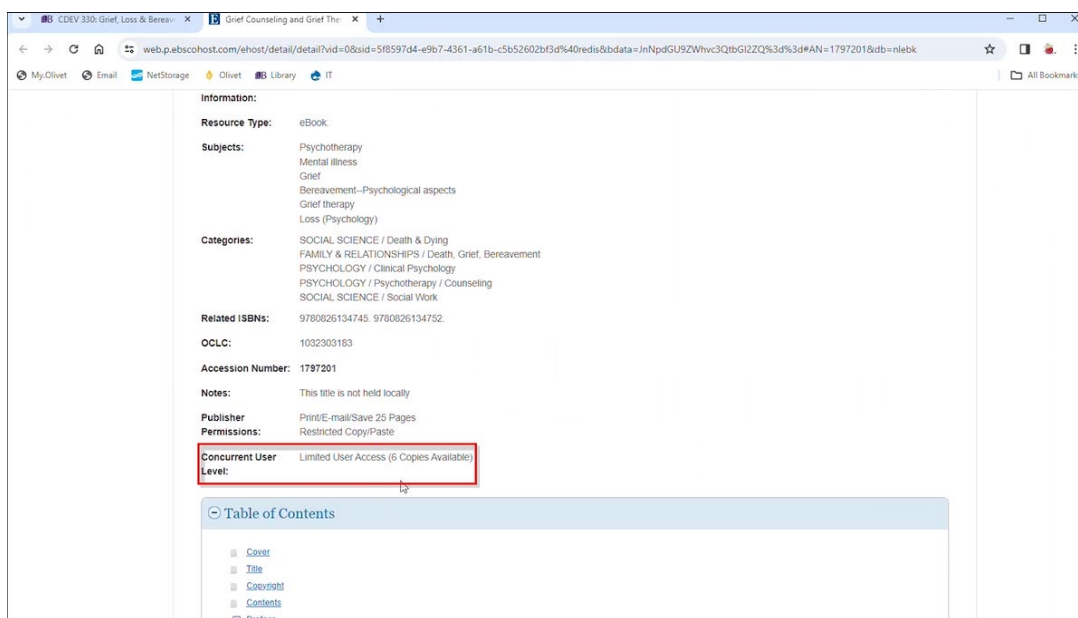 CDEV 330: Grief, Loss & Bereav
Grief Counseling and Grief The
web.p.ebscohost.com/ehost/detail/detail?vid=0&sid=5f8597d4-e9b7-4361-a61b-c5b52602bf3d%40redis&bdata=JnNpdGU9ZWhvc3QtbGl2ZQ%3d%3d#AN=1797201&db=nlebk
My.Olivet Email NetStorage Olivet Library IT All Bookmark
Information:
Resource Type: eBook.
Subjects: Psychotherapy
Mental illness
Grief
Bereavement--Psychological aspects
Grief therapy
Loss (Psychology)
Categories: SOCIAL SCIENCE / Death & Dying
FAMILY & RELATIONSHIPS / Death, Grief, Bereavement
PSYCHOLOGY / Clinical Psychology
PSYCHOLOGY / Psychotherapy / Counseling
SOCIAL SCIENCE / Social Work
Related ISBNs: 9780826134745. 9780826134752.
OCLC: 1032303183
Accession Number: 1797201
Notes: This title is not held locally
Publisher Print/E-mail/Save 25 Pages
Permissions: Restricted Copy/Paste
Concurrent User Limited User Access (6 Copies Available)
Level:
Table of Contents
Cover
Title
Copyright
Contents